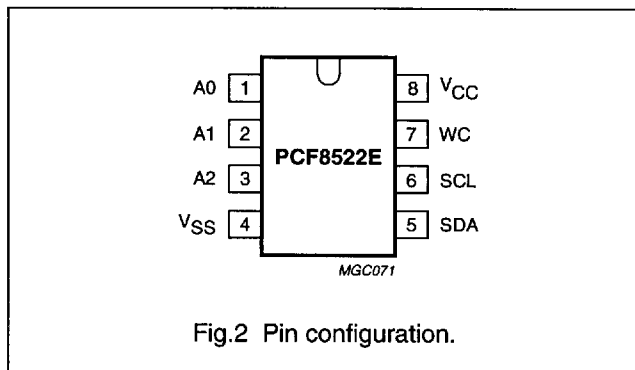 A0 1 8 VCC
A1 2 7 WC
PCF8522E
A2 3 6 SCL
VSS 4 5 SDA
MGC071
Fig.2 Pin configuration.